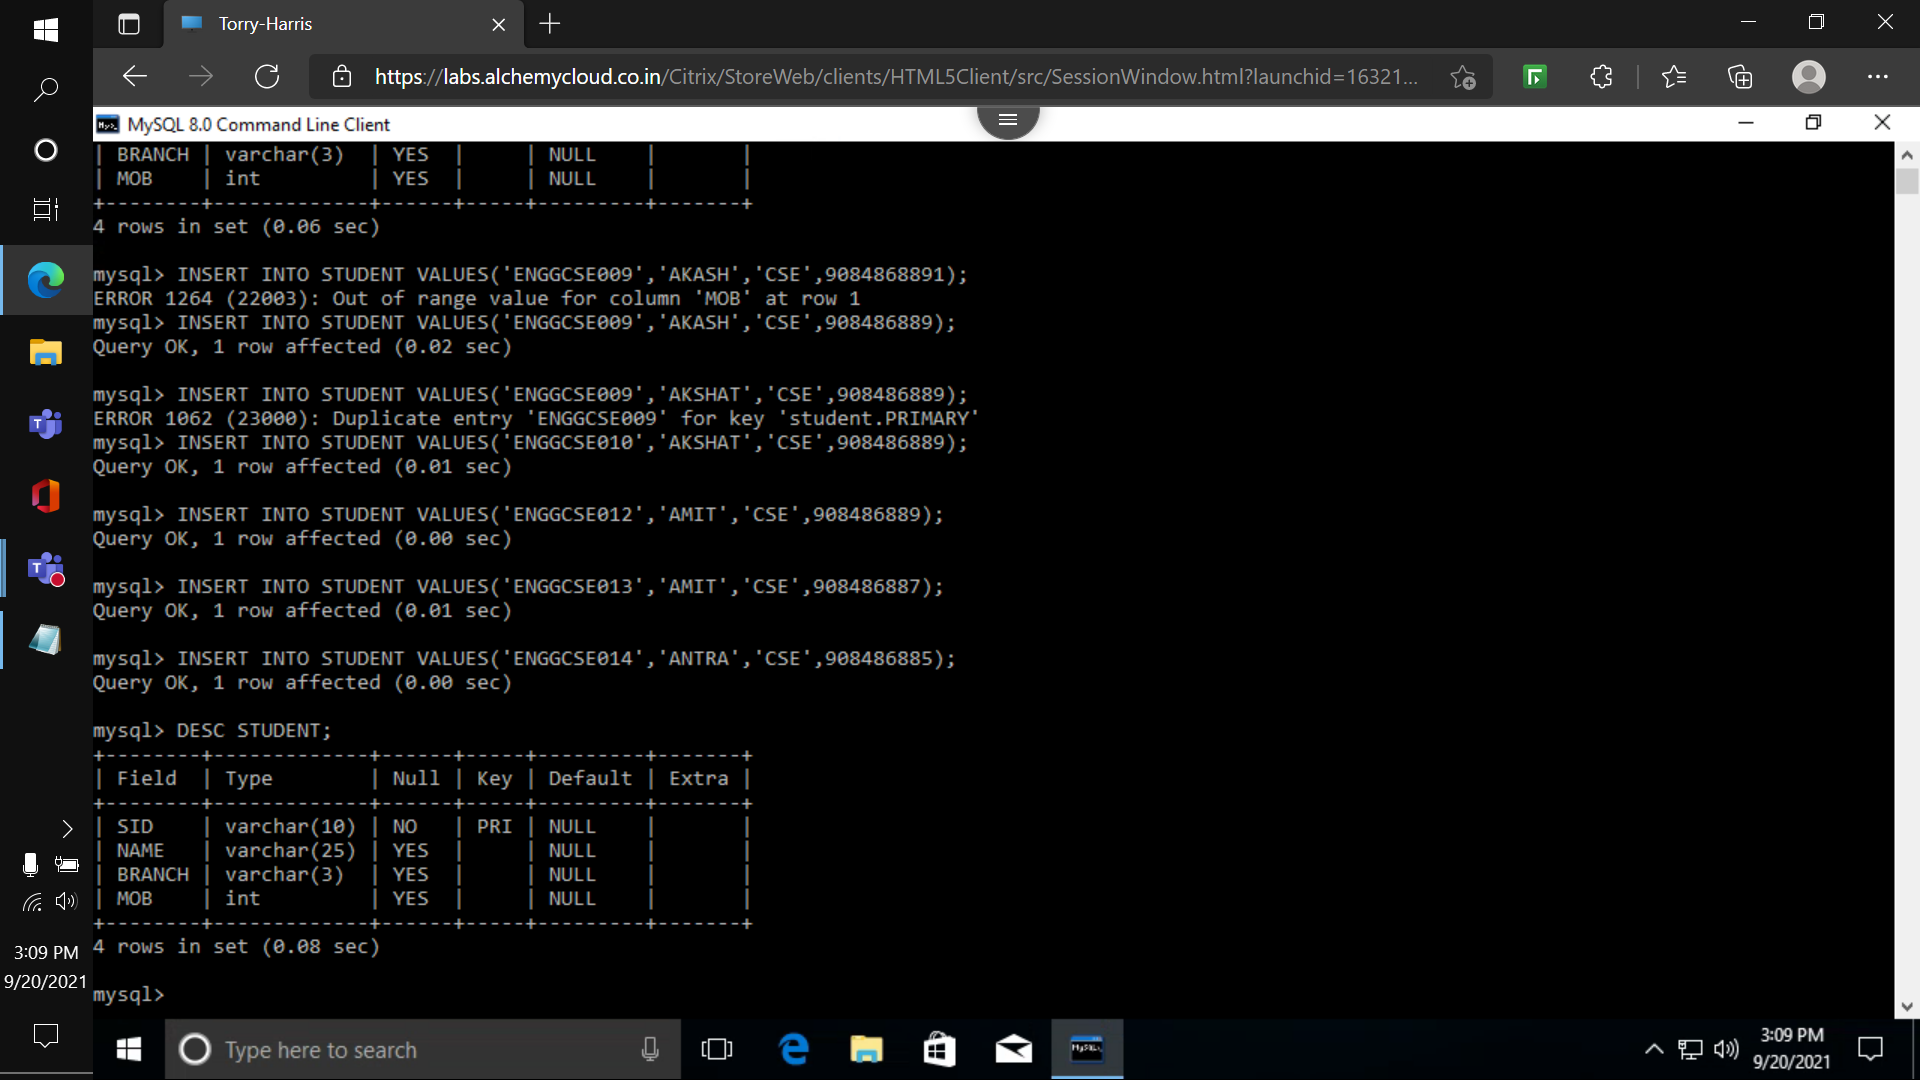 Torry-Harris
https://labs.alchemycloud.co.in/Citrix/StoreWeb/clients/HTML5Client/src/SessionWindow.html?launchid=16321...
MySQL 8.0 Command Line Client
| BRANCH | varchar(3)  | YES  |     | NULL    |       |
| MOB    | int         | YES  |     | NULL    |       |
+--------+-------------+------+-----+---------+-------+
4 rows in set (0.06 sec)
mysql> INSERT INTO STUDENT VALUES('ENGGCSE009','AKASH','CSE',9084868891);
ERROR 1264 (22003): Out of range value for column 'MOB' at row 1
mysql> INSERT INTO STUDENT VALUES('ENGGCSE009','AKASH','CSE',908486889);
Query OK, 1 row affected (0.02 sec)
mysql> INSERT INTO STUDENT VALUES('ENGGCSE009','AKSHAT','CSE',908486889);
ERROR 1062 (23000): Duplicate entry 'ENGGCSE009' for key 'student.PRIMARY'
mysql> INSERT INTO STUDENT VALUES('ENGGCSE010','AKSHAT','CSE',908486889);
Query OK, 1 row affected (0.01 sec)
mysql> INSERT INTO STUDENT VALUES('ENGGCSE012','AMIT','CSE',908486889);
Query OK, 1 row affected (0.00 sec)
mysql> INSERT INTO STUDENT VALUES('ENGGCSE013','AMIT','CSE',908486887);
Query OK, 1 row affected (0.01 sec)
mysql> INSERT INTO STUDENT VALUES('ENGGCSE014','ANTRA','CSE',908486885);
Query OK, 1 row affected (0.00 sec)
mysql> DESC STUDENT;
+--------+-------------+------+-----+---------+-------+
| Field  | Type        | Null | Key | Default | Extra |
+--------+-------------+------+-----+---------+-------+
| SID    | varchar(10) | NO   | PRI | NULL    |       |
| NAME   | varchar(25) | YES  |     | NULL    |       |
| BRANCH | varchar(3)  | YES  |     | NULL    |       |
| MOB    | int         | YES  |     | NULL    |       |
+--------+-------------+------+-----+---------+-------+
4 rows in set (0.08 sec)
mysql>
3:09 PM
9/20/2021
Type here to search
3:09 PM
9/20/2021